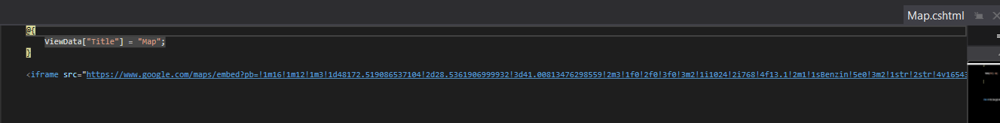 Map.cshtml
@{
ViewData["Title"] = "Map";
}
<iframe src="https://www.google.com/maps/embed?pb=!1m16!1m12!1m3!1d48172.519086537104!2d28.5361906999932!3d41.00813476298559!2m3!1f0!2f0!3f0!3m2!1i1024!2i768!4f13.1!2m1!1sBenzin!5e0!3m2!1str!2str!4v16543